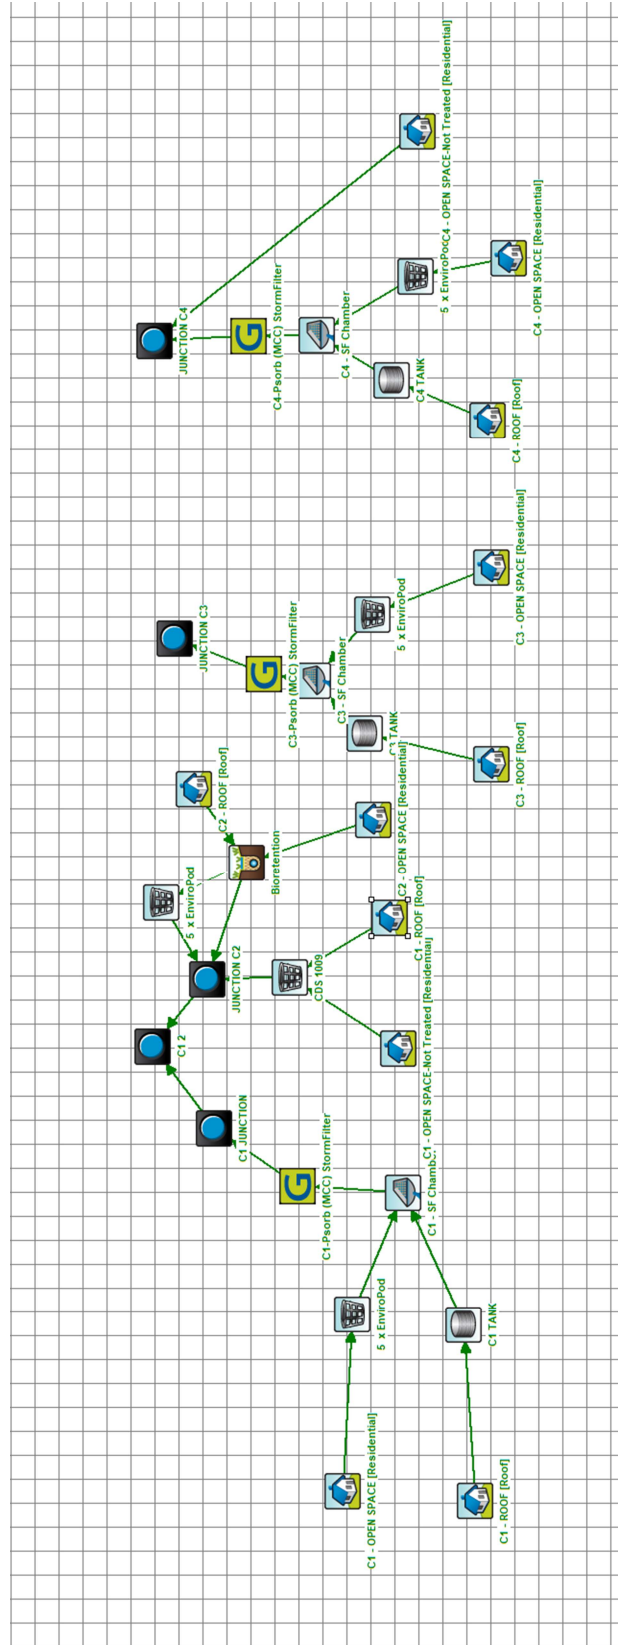 C1 - OPEN SPACE [Residential]
C1 - ROOF [Roof]
5 x EnviroPod
C1 TANK
C1 - SF Chamb
C1-Psorb (MCC) StormFilter
C1 JUNCTION
C1 2
C1 - OPEN SPACE-Not Treated [Residential]
C1 - ROOF [Roof]
CDS 1009
JUNCTION C2
5 x EnviroPod
Bioretention
C2 - OPEN SPACE [Residential]
C2 - ROOF [Roof]
C3 - ROOF [Roof]
C3 TANK
C3 - SF Chamber
C3-Psorb (MCC) StormFilter
JUNCTION C3
5 x EnviroPod
C3 - OPEN SPACE [Residential]
C4 - ROOF [Roof]
C4 TANK
C4 - SF Chamber
C4-Psorb (MCC) StormFilter
JUNCTION C4
5 x EnviroPod
C4 - OPEN SPACE [Residential]
C4 - OPEN SPACE-Not Treated [Residential]